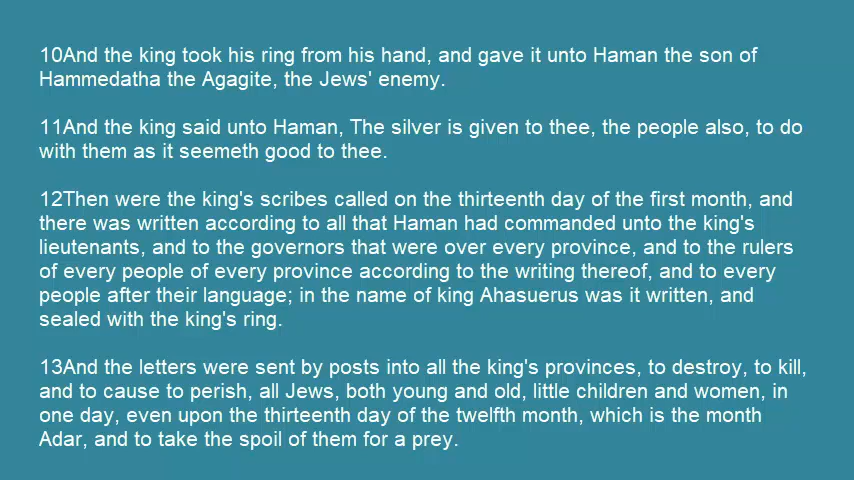 10And the king took his ring from his hand, and gave it unto Haman the son of
Hammedatha the Agagite, the Jews' enemy.
11And the king said unto Haman, The silver is given to thee, the people also, to do
with them as it seemeth good to thee.
12Then were the king's scribes called on the thirteenth day of the first month, and
there was written according to all that Haman had commanded unto the king's
lieutenants, and to the governors that were over every province, and to the rulers
of every people of every province according to the writing thereof, and to every
people after their language; in the name of king Ahasuerus was it written, and
sealed with the king's ring.
13And the letters were sent by posts into all the king's provinces, to destroy, to kill,
and to cause to perish, all Jews, both young and old, little children and women, in
one day, even upon the thirteenth day of the twelfth month, which is the month
Adar, and to take the spoil of them for a prey.